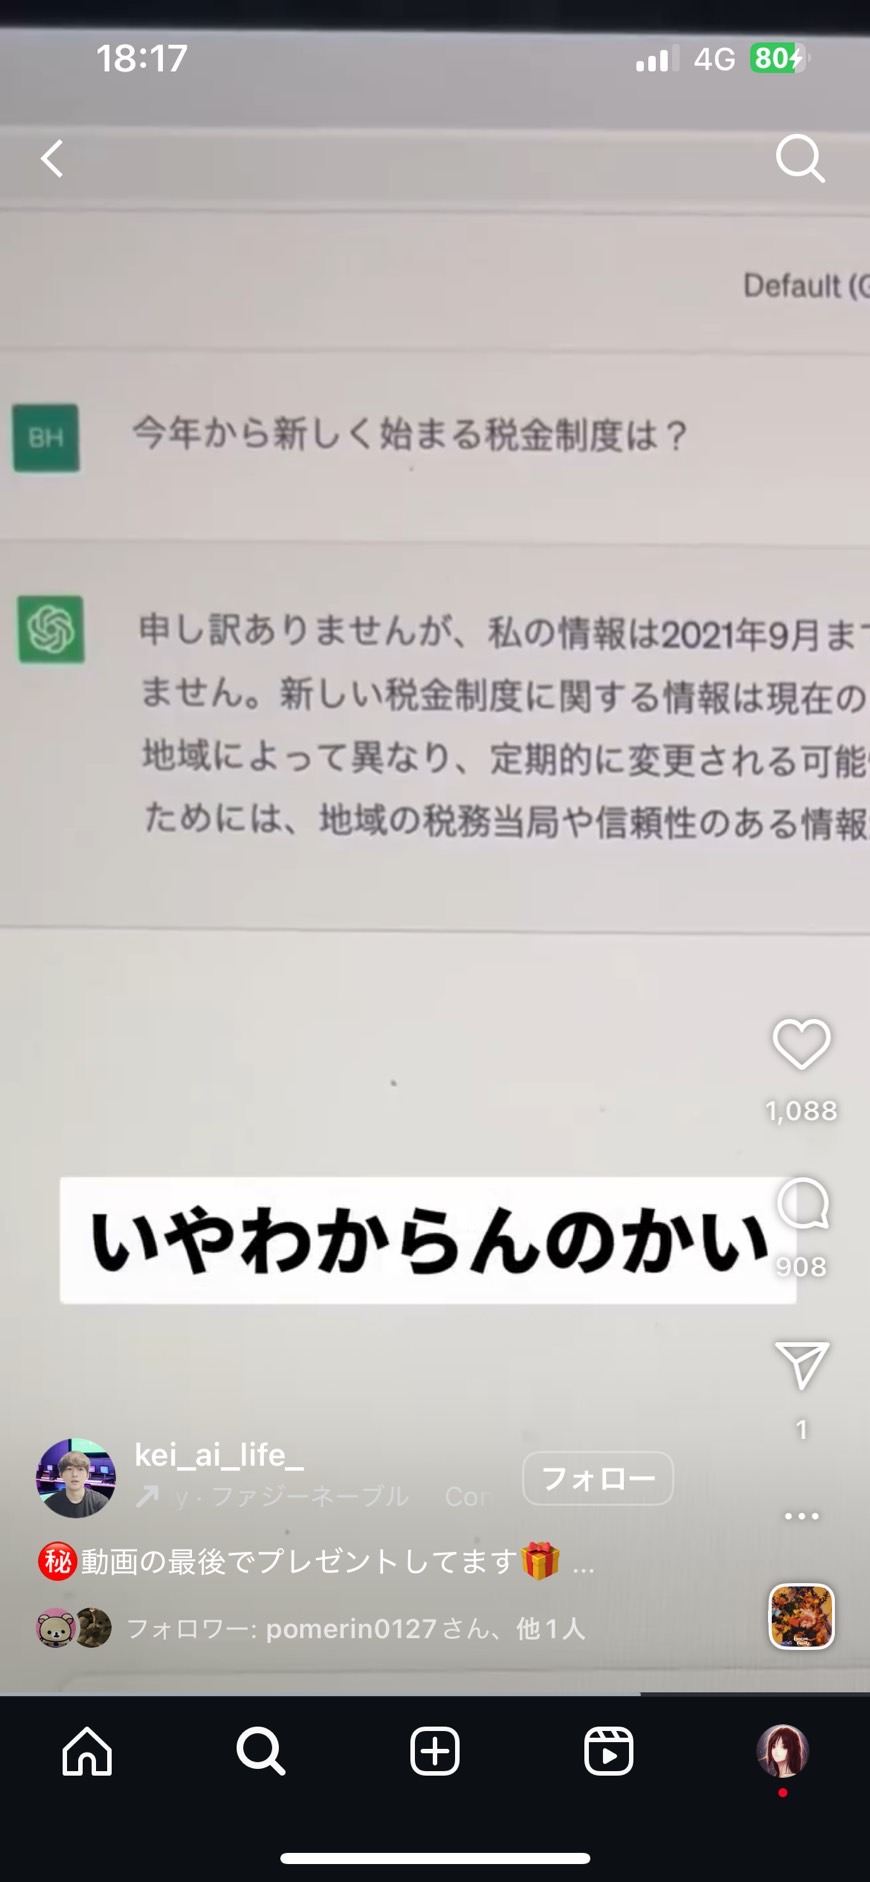 18:17
4G
80
Default (G
BH
今年から新しく始まる税金制度は？
申し訳ありませんが、私の情報は2021年9月まで
ません。新しい税金制度に関する情報は現在の
地域によって異なり、定期的に変更される可能
ためには、地域の税務当局や信頼性のある情報
1,088
いやわからんのかい
908
1
kei_ai_life_
y・ファジーネーブル Con
フォロー
㊙動画の最後でプレゼントしてます🎁 ...
フォロワー: pomerin0127さん、他1人